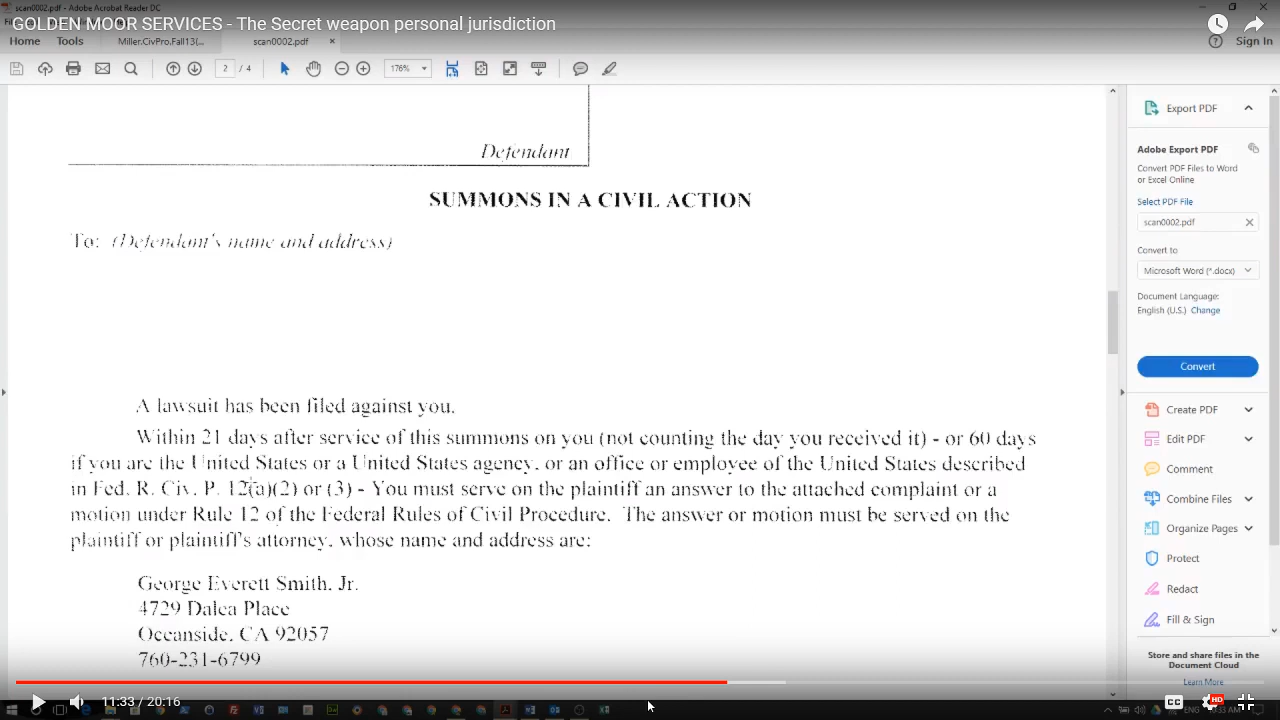 scan0002.pdf - Adobe Acrobat Reader DC
GOLDEN MOOR SERVICES - The Secret weapon personal jurisdiction
Home Tools Miller.CivPro.Fall13(... scan0002.pdf × Sign In
2 / 4 176%
Defendant
SUMMONS IN A CIVIL ACTION
To: (Defendant's name and address)
A lawsuit has been filed against you.
Within 21 days after service of this summons on you (not counting the day you received it) - or 60 days
if you are the United States or a United States agency, or an office or employee of the United States described
in Fed. R. Civ. P. 12(a)(2) or (3) - You must serve on the plaintiff an answer to the attached complaint or a
motion under Rule 12 of the Federal Rules of Civil Procedure. The answer or motion must be served on the
plaintiff or plaintiff's attorney, whose name and address are:
George Everett Smith, Jr.
4729 Dalea Place
Oceanside, CA 92057
760-231-6799
Export PDF
Adobe Export PDF
Convert PDF Files to Word
or Excel Online
Select PDF File
scan0002.pdf ×
Convert to
Microsoft Word (*.docx)
Document Language:
English (U.S.) Change
Convert
Create PDF
Edit PDF
Comment
Combine Files
Organize Pages
Protect
Redact
Fill & Sign
Store and share files in the
Document Cloud
Learn More
11:33 / 20:16
CC
HD
ENG